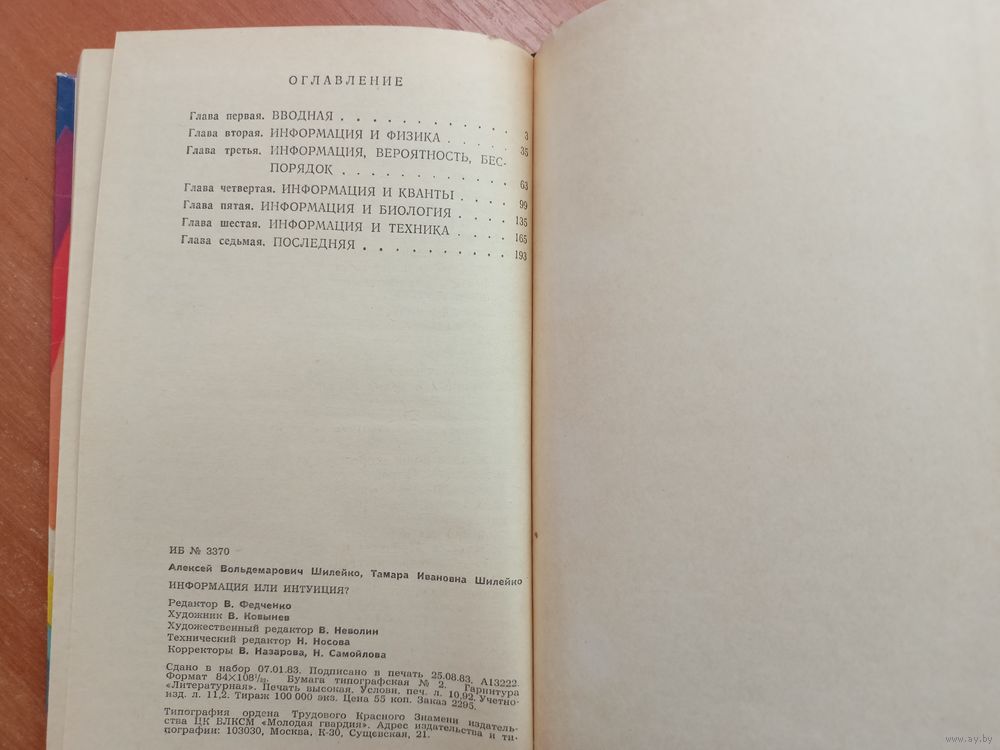 ОГЛАВЛЕНИЕ
Глава первая. ВВОДНАЯ . . . . . . . . . . . 3
Глава вторая. ИНФОРМАЦИЯ И ФИЗИКА . . . . . 35
Глава третья. ИНФОРМАЦИЯ, ВЕРОЯТНОСТЬ, БЕС-
ПОРЯДОК . . . . . . . . . . . 63
Глава четвертая. ИНФОРМАЦИЯ И КВАНТЫ . . . . 99
Глава пятая. ИНФОРМАЦИЯ И БИОЛОГИЯ . . . . 135
Глава шестая. ИНФОРМАЦИЯ И ТЕХНИКА . . . . 165
Глава седьмая. ПОСЛЕДНЯЯ . . . . . . . . . 193
ИБ № 3370
Алексей Вольдемарович Шилейко, Тамара Ивановна Шилейко
ИНФОРМАЦИЯ ИЛИ ИНТУИЦИЯ?
Редактор В. Федченко
Художник В. Ковынев
Художественный редактор В. Неволин
Технический редактор Н. Носова
Корректоры В. Назарова, Н. Самойлова
Сдано в набор 07.01.83. Подписано в печать 25.08.83. А13222.
Формат 84×108¹/₃₂. Бумага типографская № 2. Гарнитура
«Литературная». Печать высокая. Условн. печ. л. 10,92. Учетно-
изд. л. 11,2. Тираж 100 000 экз. Цена 55 коп. Заказ 2295.
Типография ордена Трудового Красного Знамени издатель-
ства ЦК ВЛКСМ «Молодая гвардия». Адрес издательства и ти-
пографии: 103030, Москва, К-30, Сущевская, 21.
www.ay.by